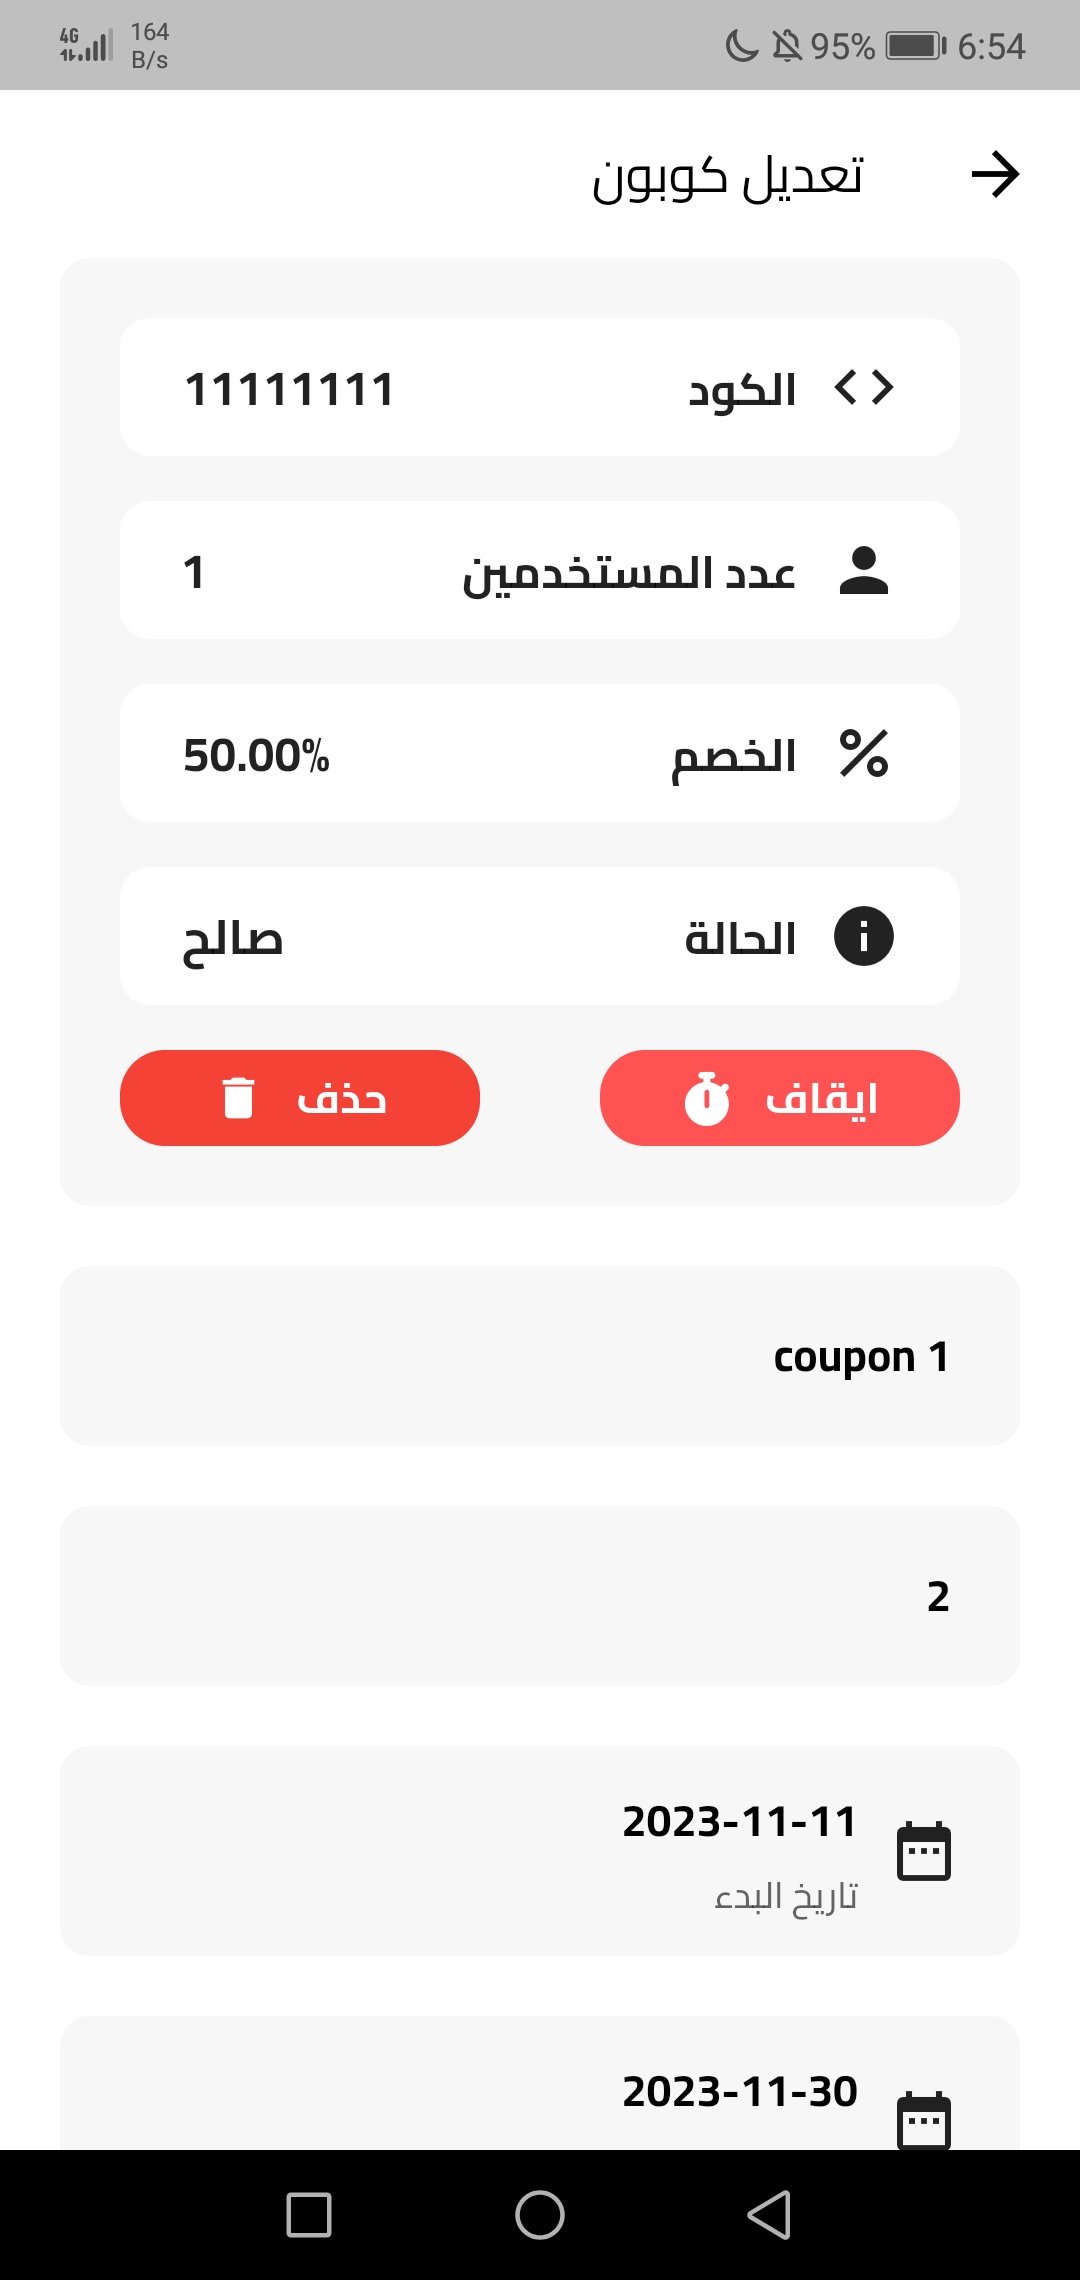 4G 164 B/s 95% 6:54
تعديل كوبون
الكود 11111111
عدد المستخدمين 1
الخصم 50.00%
الحالة صالح
ايقاف حذف
coupon 1
2
2023-11-11
تاريخ البدء
2023-11-30